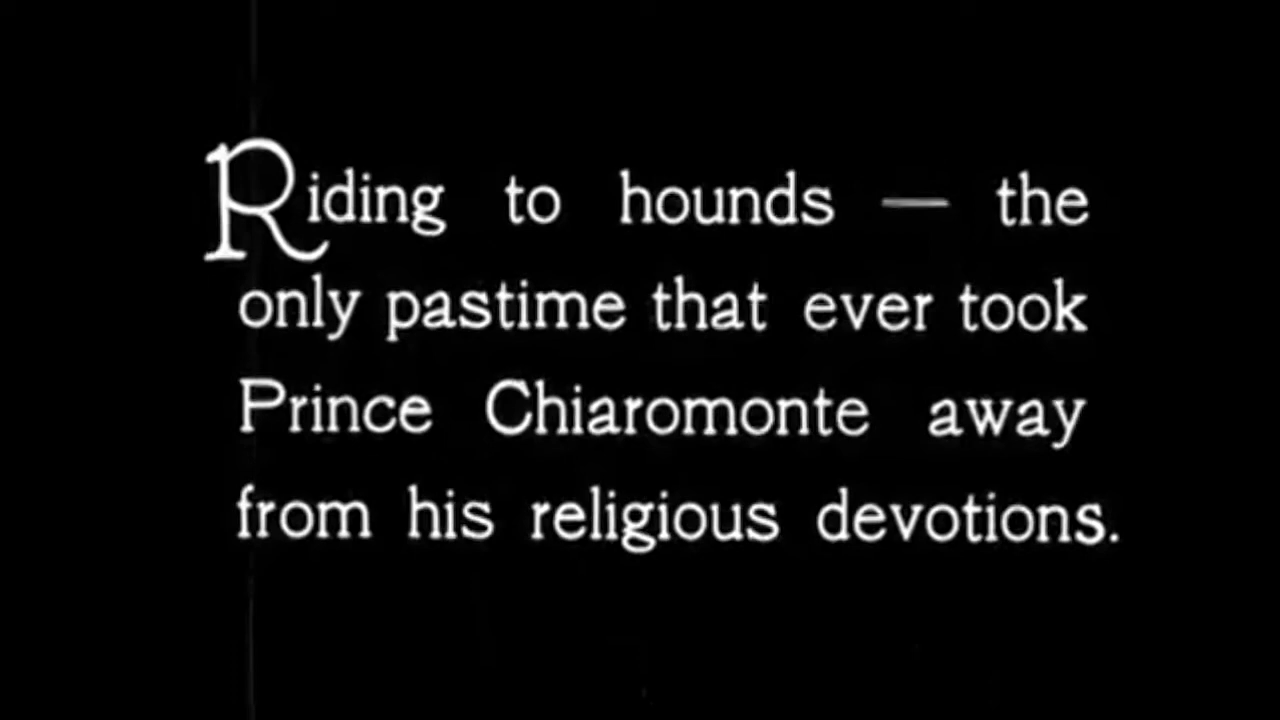 Riding to hounds — the
only pastime that ever took
Prince Chiaromonte away
from his religious devotions.